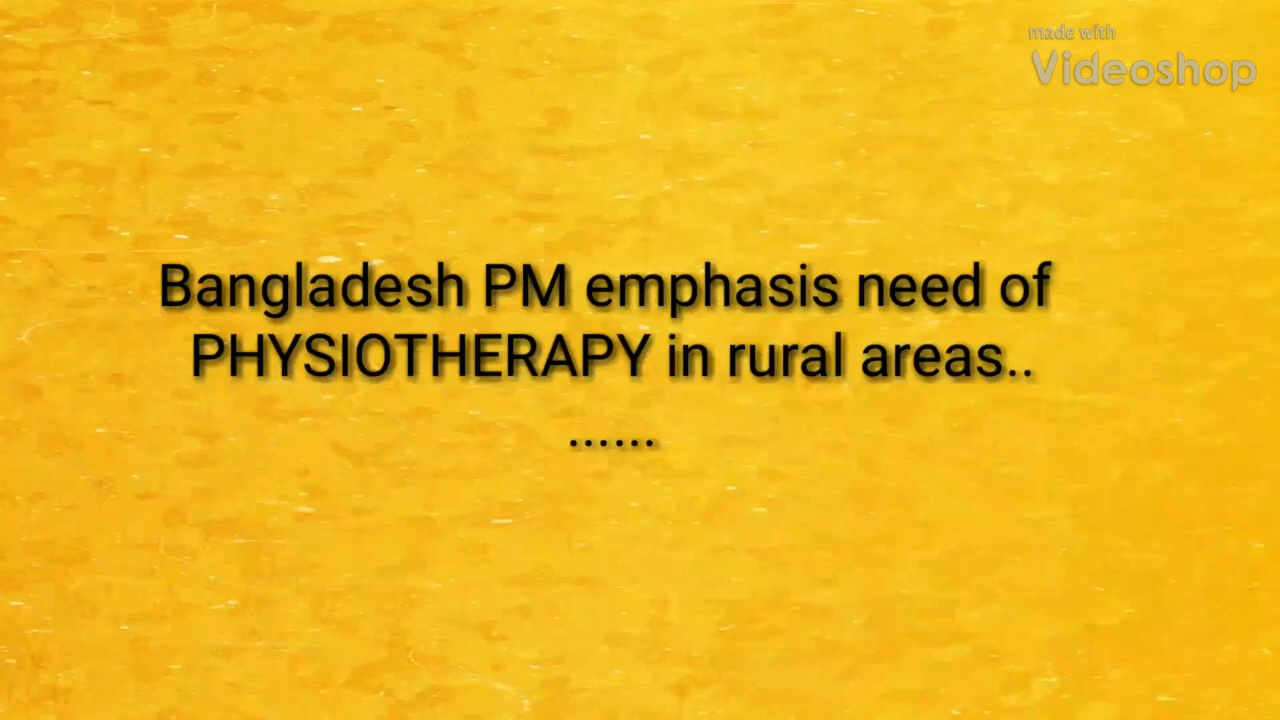 made with
Videoshop
Bangladesh PM emphasis need of
PHYSIOTHERAPY in rural areas..
......